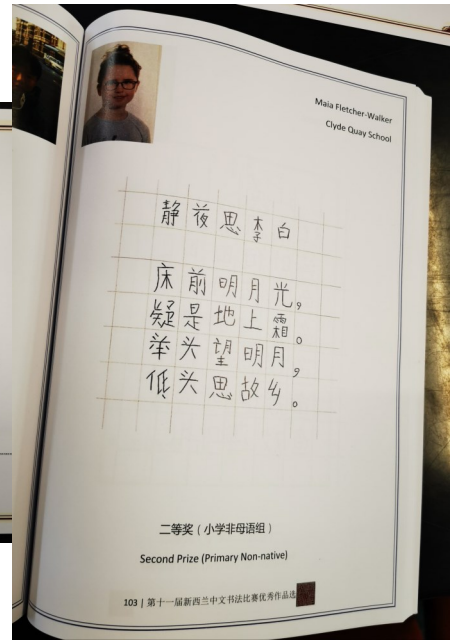 Maia Fletcher-Walker
Clyde Quay School
静夜思李白
床前明月光，
疑是地上霜。
举头望明月，
低头思故乡。
二等奖（小学非母语组）
Second Prize (Primary Non-native)
103 | 第十一届新西兰中文书法比赛优秀作品选